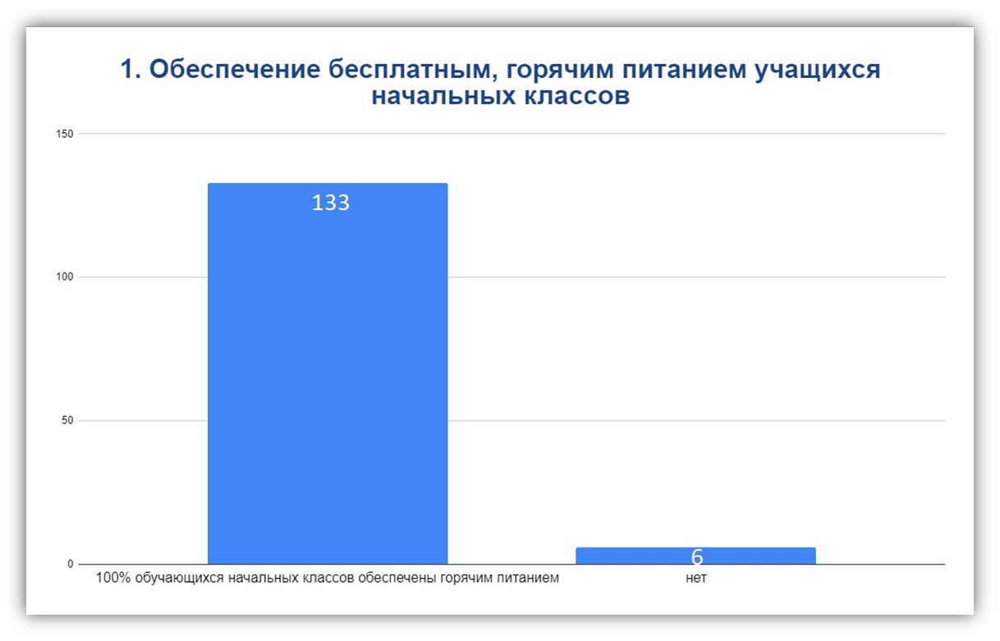 1. Обеспечение бесплатным, горячим питанием учащихся
начальных классов
150
133
100
50
6
0
100% обучающихся начальных классов обеспечены горячим питанием
нет